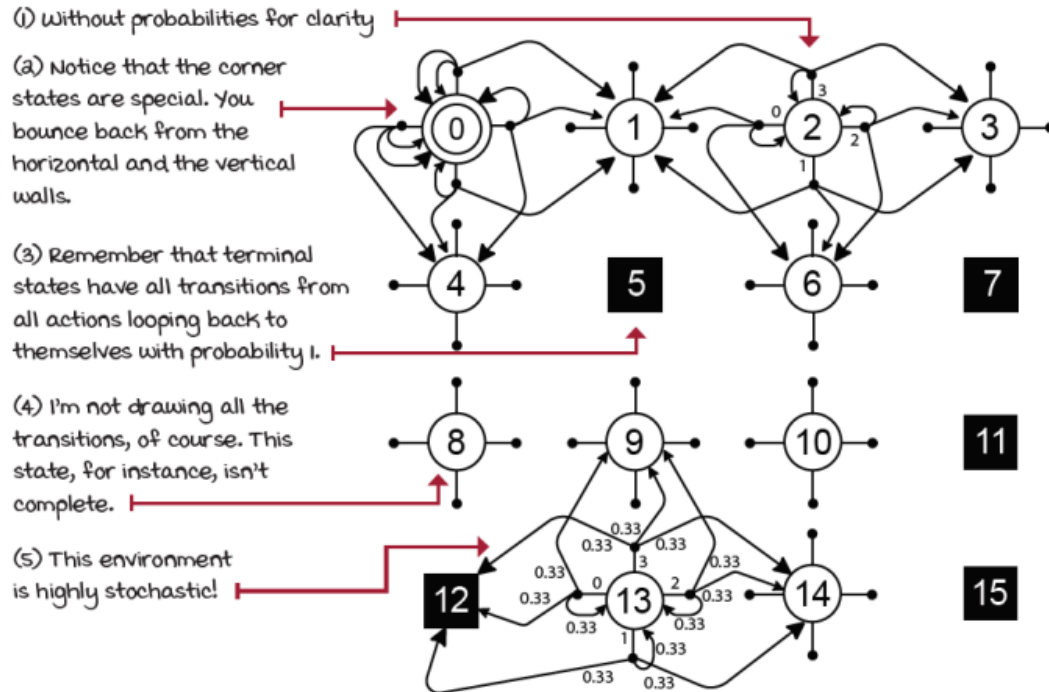 (1) Without probabilities for clarity
(2) Notice that the corner
states are special. You
bounce back from the
horizontal and the vertical
walls.
(3) Remember that terminal
states have all transitions from
all actions looping back to
themselves with probability 1.
(4) I'm not drawing all the
transitions, of course. This
state, for instance, isn't
complete.
(5) This environment
is highly stochastic!
3
0
0 1 2 3
2
1
4 5 6 7
8 9 10 11
0.33
0.33 0.33
0.33 3
0 2
12 0.33 13 0.33 14 15
0.33 1 0.33
0.33
0.33 0.33